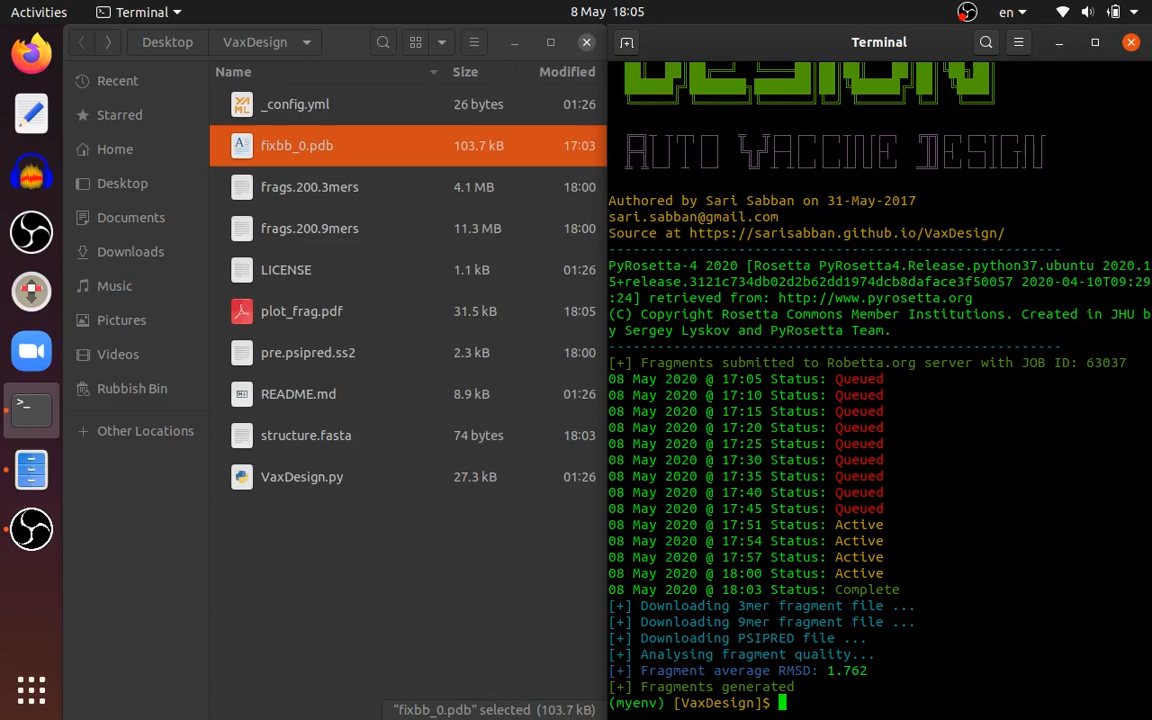 Activities
Terminal
8 May 18:05
en
Desktop
VaxDesign
Terminal
Name
Size
Modified
Recent
Starred
Home
Desktop
Documents
Downloads
Music
Pictures
Videos
Rubbish Bin
Other Locations
_config.yml 26 bytes 01:26
fixbb_0.pdb 103.7 kB 17:03
frags.200.3mers 4.1 MB 18:00
frags.200.9mers 11.3 MB 18:00
LICENSE 1.1 kB 01:26
plot_frag.pdf 31.5 kB 18:05
pre.psipred.ss2 2.3 kB 18:00
README.md 8.9 kB 01:26
structure.fasta 74 bytes 18:03
VaxDesign.py 27.3 kB 01:26
"fixbb_0.pdb" selected (103.7 kB)
AUTO VACCINE DESIGN
Authored by Sari Sabban on 31-May-2017
sari.sabban@gmail.com
Source at https://sarisabban.github.io/VaxDesign/
--------------------------------------------------------
PyRosetta-4 2020 [Rosetta PyRosetta4.Release.python37.ubuntu 2020.1
5+release.3121c734db02d2b62dd1974dcb8daface3f50057 2020-04-10T09:29
:24] retrieved from: http://www.pyrosetta.org
(C) Copyright Rosetta Commons Member Institutions. Created in JHU b
y Sergey Lyskov and PyRosetta Team.
--------------------------------------------------------
[+] Fragments submitted to Robetta.org server with JOB ID: 63037
08 May 2020 @ 17:05 Status: Queued
08 May 2020 @ 17:10 Status: Queued
08 May 2020 @ 17:15 Status: Queued
08 May 2020 @ 17:20 Status: Queued
08 May 2020 @ 17:25 Status: Queued
08 May 2020 @ 17:30 Status: Queued
08 May 2020 @ 17:35 Status: Queued
08 May 2020 @ 17:40 Status: Queued
08 May 2020 @ 17:45 Status: Queued
08 May 2020 @ 17:51 Status: Active
08 May 2020 @ 17:54 Status: Active
08 May 2020 @ 17:57 Status: Active
08 May 2020 @ 18:00 Status: Active
08 May 2020 @ 18:03 Status: Complete
[+] Downloading 3mer fragment file ...
[+] Downloading 9mer fragment file ...
[+] Downloading PSIPRED file ...
[+] Analysing fragment quality...
[+] Fragment average RMSD: 1.762
[+] Fragments generated
(myenv) [VaxDesign]$